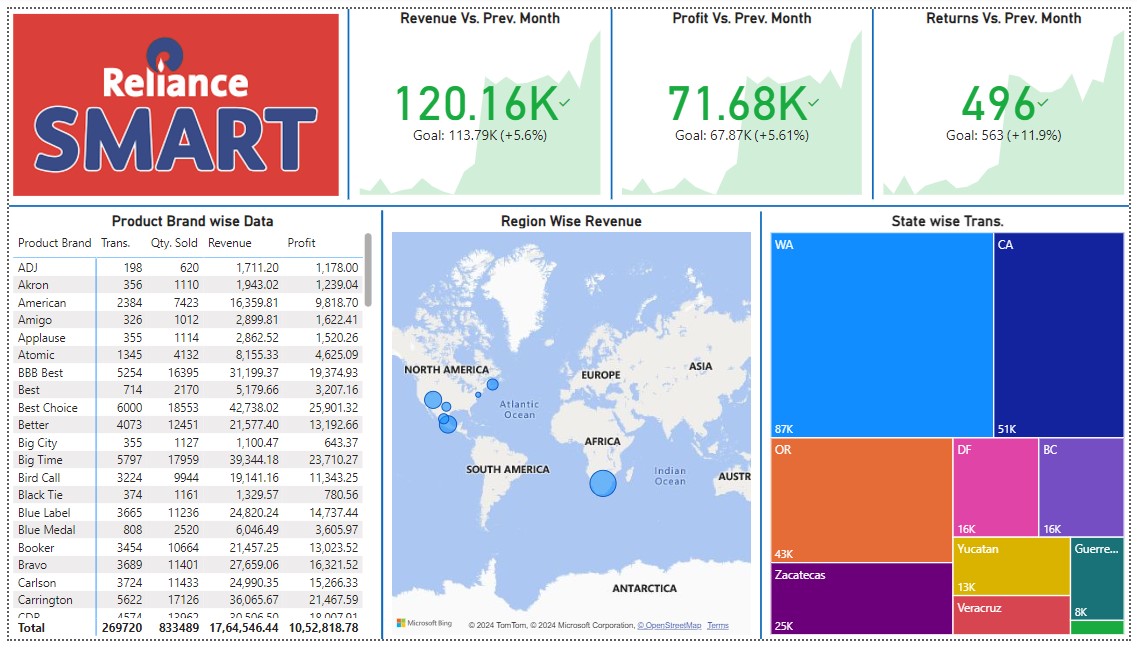 Reliance
SMART
Revenue Vs. Prev. Month
120.16K
Goal: 113.79K (+5.6%)
Profit Vs. Prev. Month
71.68K
Goal: 67.87K (+5.61%)
Returns Vs. Prev. Month
496
Goal: 563 (+11.9%)
Product Brand wise Data
Product Brand Trans. Qty. Sold Revenue Profit
ADJ 198 620 1,711.20 1,178.00
Akron 356 1110 1,943.02 1,239.04
American 2384 7423 16,359.81 9,818.70
Amigo 326 1012 2,899.81 1,622.41
Applause 355 1114 2,862.52 1,520.26
Atomic 1345 4132 8,155.33 4,625.09
BBB Best 5254 16395 31,199.37 19,374.93
Best 714 2170 5,179.66 3,207.16
Best Choice 6000 18553 42,738.02 25,901.32
Better 4073 12451 21,577.40 13,192.66
Big City 355 1127 1,100.47 643.37
Big Time 5797 17959 39,344.18 23,710.27
Bird Call 3224 9944 19,141.16 11,343.25
Black Tie 374 1161 1,329.57 780.56
Blue Label 3665 11236 24,820.24 14,737.44
Blue Medal 808 2520 6,046.49 3,605.97
Booker 3454 10664 21,457.25 13,023.52
Bravo 3689 11401 27,659.06 16,321.52
Carlson 3724 11433 24,990.35 15,266.33
Carrington 5622 17126 36,065.67 21,467.59
Total 269720 833489 17,64,546.44 10,52,818.78
Region Wise Revenue
NORTH AMERICA
EUROPE
ASIA
Atlantic
Ocean
AFRICA
SOUTH AMERICA
Indian
Ocean
AUSTR
ANTARCTICA
Microsoft Bing
© 2024 TomTom, © 2024 Microsoft Corporation, © OpenStreetMap Terms
State wise Trans.
WA
87K
CA
51K
OR
43K
DF
16K
BC
16K
Zacatecas
25K
Yucatan
13K
Guerre...
8K
Veracruz